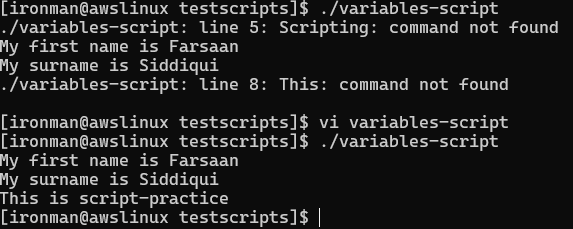 [ironman@awslinux testscripts]$ ./variables-script
./variables-script: line 5: Scripting: command not found
My first name is Farsaan
My surname is Siddiqui
./variables-script: line 8: This: command not found

[ironman@awslinux testscripts]$ vi variables-script
[ironman@awslinux testscripts]$ ./variables-script
My first name is Farsaan
My surname is Siddiqui
This is script-practice
[ironman@awslinux testscripts]$